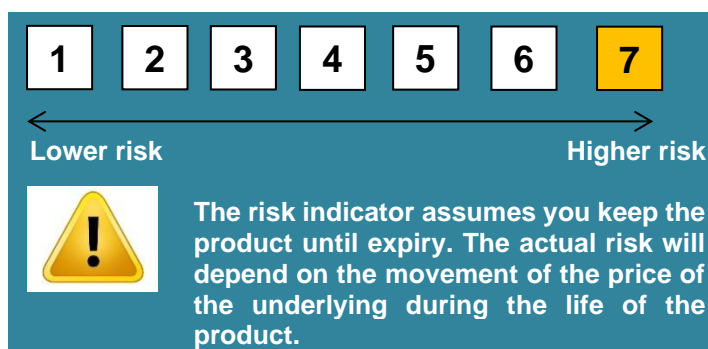 1 2 3 4 5 6 7
Lower risk Higher risk
!
The risk indicator assumes you keep the
product until expiry. The actual risk will
depend on the movement of the price of
the underlying during the life of the
product.